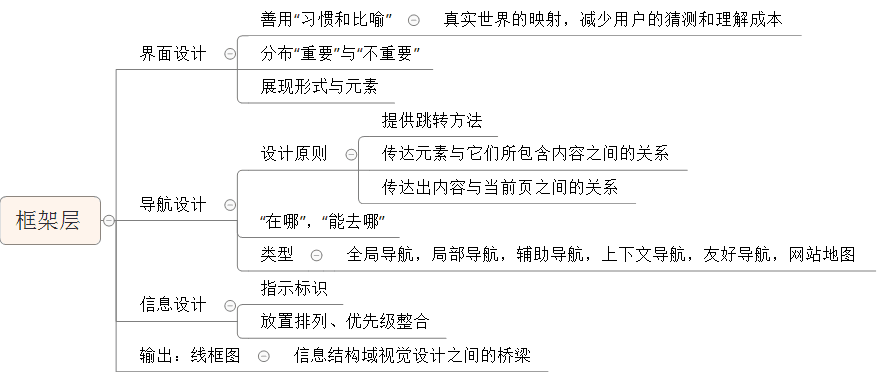 框架层
界面设计
善用“习惯和比喻”
真实世界的映射，减少用户的猜测和理解成本
分布“重要”与“不重要”
展现形式与元素
导航设计
设计原则
提供跳转方法
传达元素与它们所包含内容之间的关系
传达出内容与当前页之间的关系
“在哪”，“能去哪”
类型
全局导航，局部导航，辅助导航，上下文导航，友好导航，网站地图
信息设计
指示标识
放置排列、优先级整合
输出：线框图
信息结构域视觉设计之间的桥梁